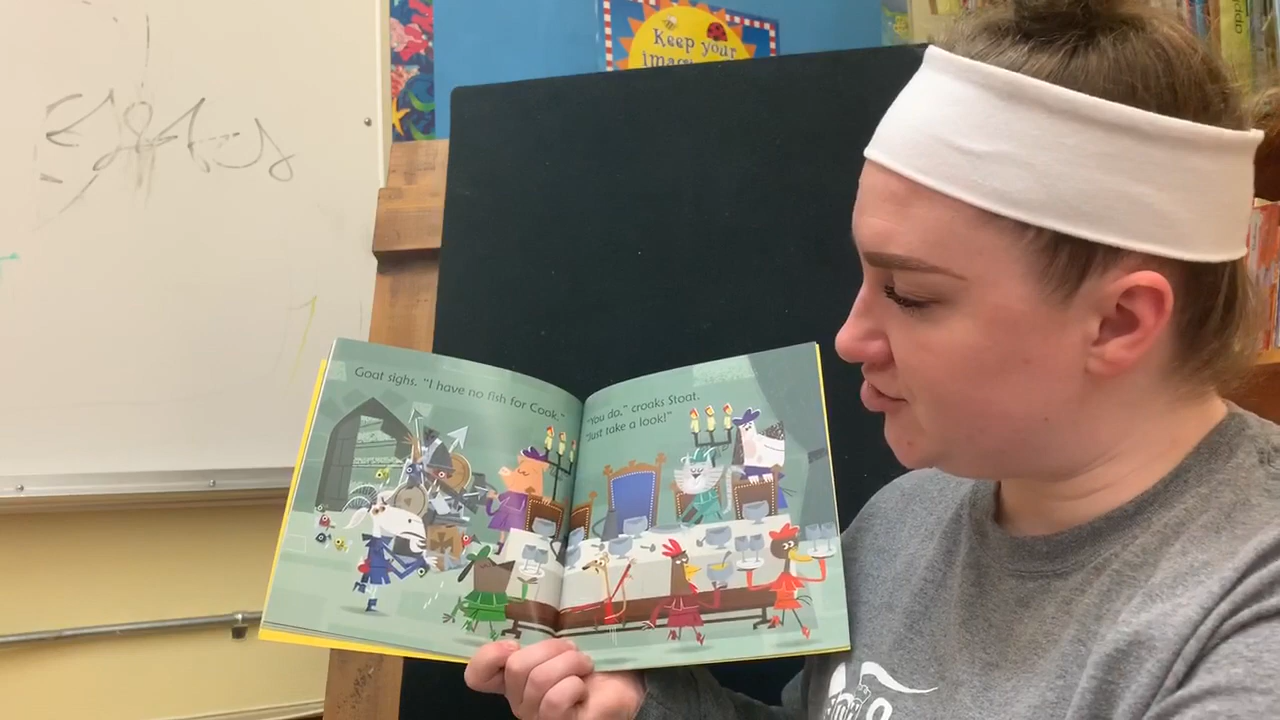 Keep your
Goat sighs. "I have no fish for Cook."
"You do," croaks Stoat.
"Just take a look!"